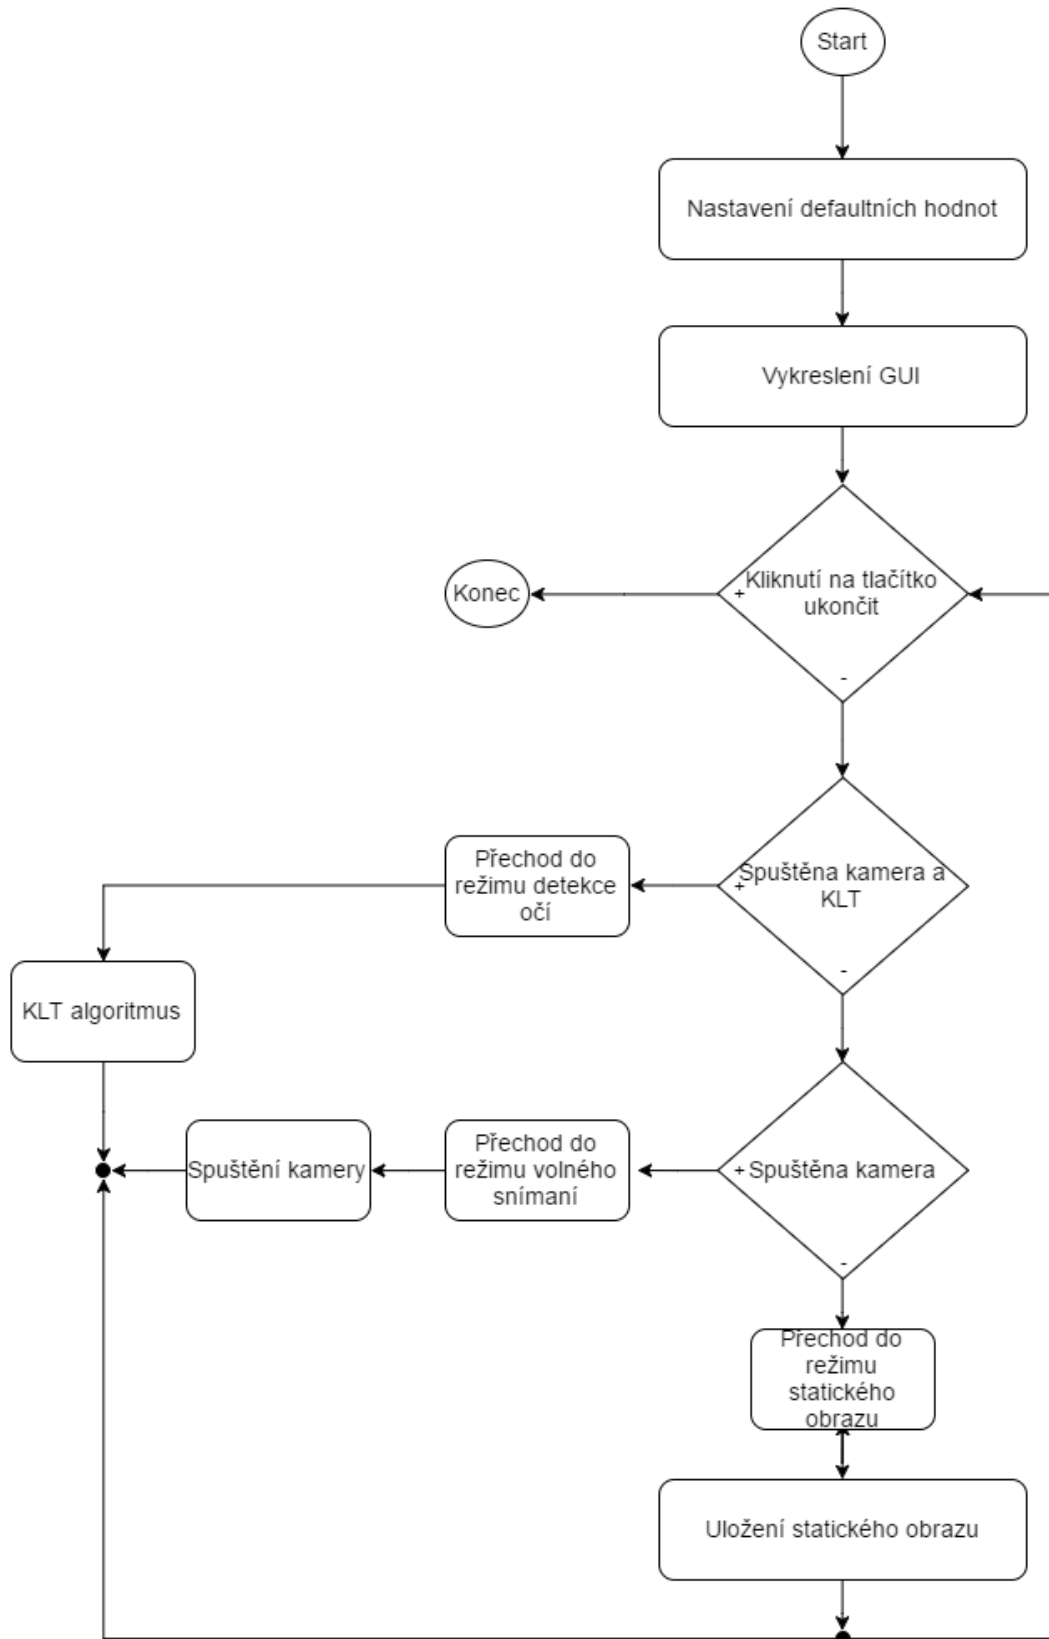 Start
Nastavení defaultních hodnot
Vykreslení GUI
Kliknutí na tlačítko
ukončit
+
-
Konec
Spuštěna kamera a
KLT
+
-
Přechod do
režimu detekce
očí
KLT algoritmus
Spuštěna kamera
+
-
Přechod do
režimu volného
snímaní
Spuštění kamery
Přechod do
režimu
statického
obrazu
Uložení statického obrazu